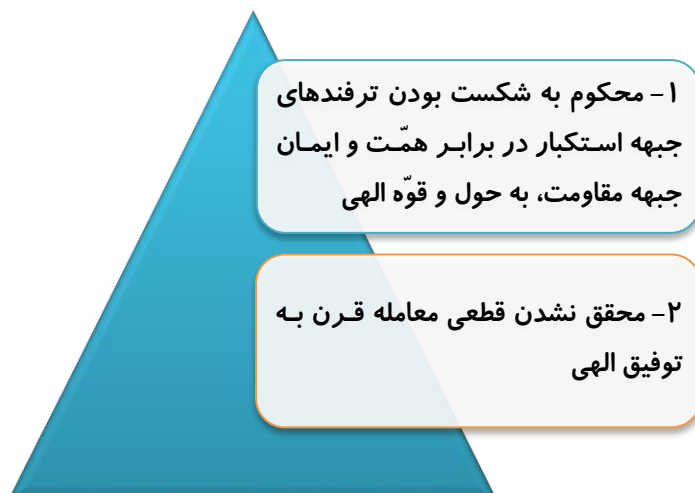 ۱- محکوم به شکست بودن ترفندهای
جبهه استکبار در برابر همّت و ایمان
جبهه مقاومت، به حول و قوّه الهی
۲- محقق نشدن قطعی معامله قرن به
توفیق الهی